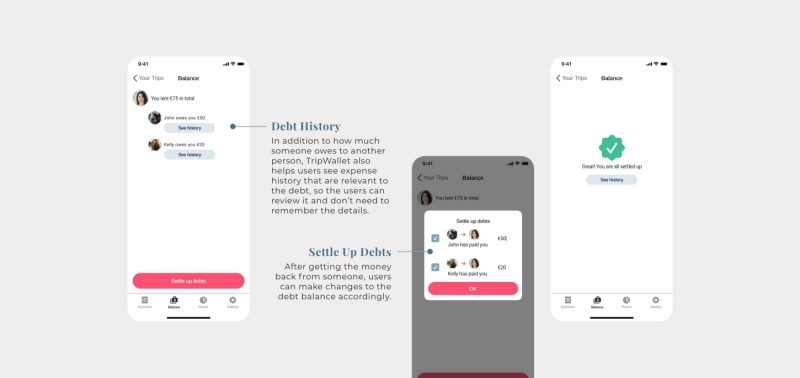 9:41
Your Trips
Balance
You lent €75 in total
John owes you €50
See history
Kelly owes you €20
See history
Settle up debts
Balance
Settings
Debt History
In addition to how much
someone owes to another
person, TripWallet also
helps users see expense
history that are relevant to
the debt, so the users can
review it and don't need to
remember the details.
Settle Up Debts
After getting the money
back from someone, users
can make changes to the
debt balance accordingly.
9:41
Your Trips
Balance
You lent €75 in total
Settle up debts
€50
John has paid you
€20
Kelly has paid you
OK
9:41
Your Trips
Balance
Great! You are all settled up
See history
Balance
Settings